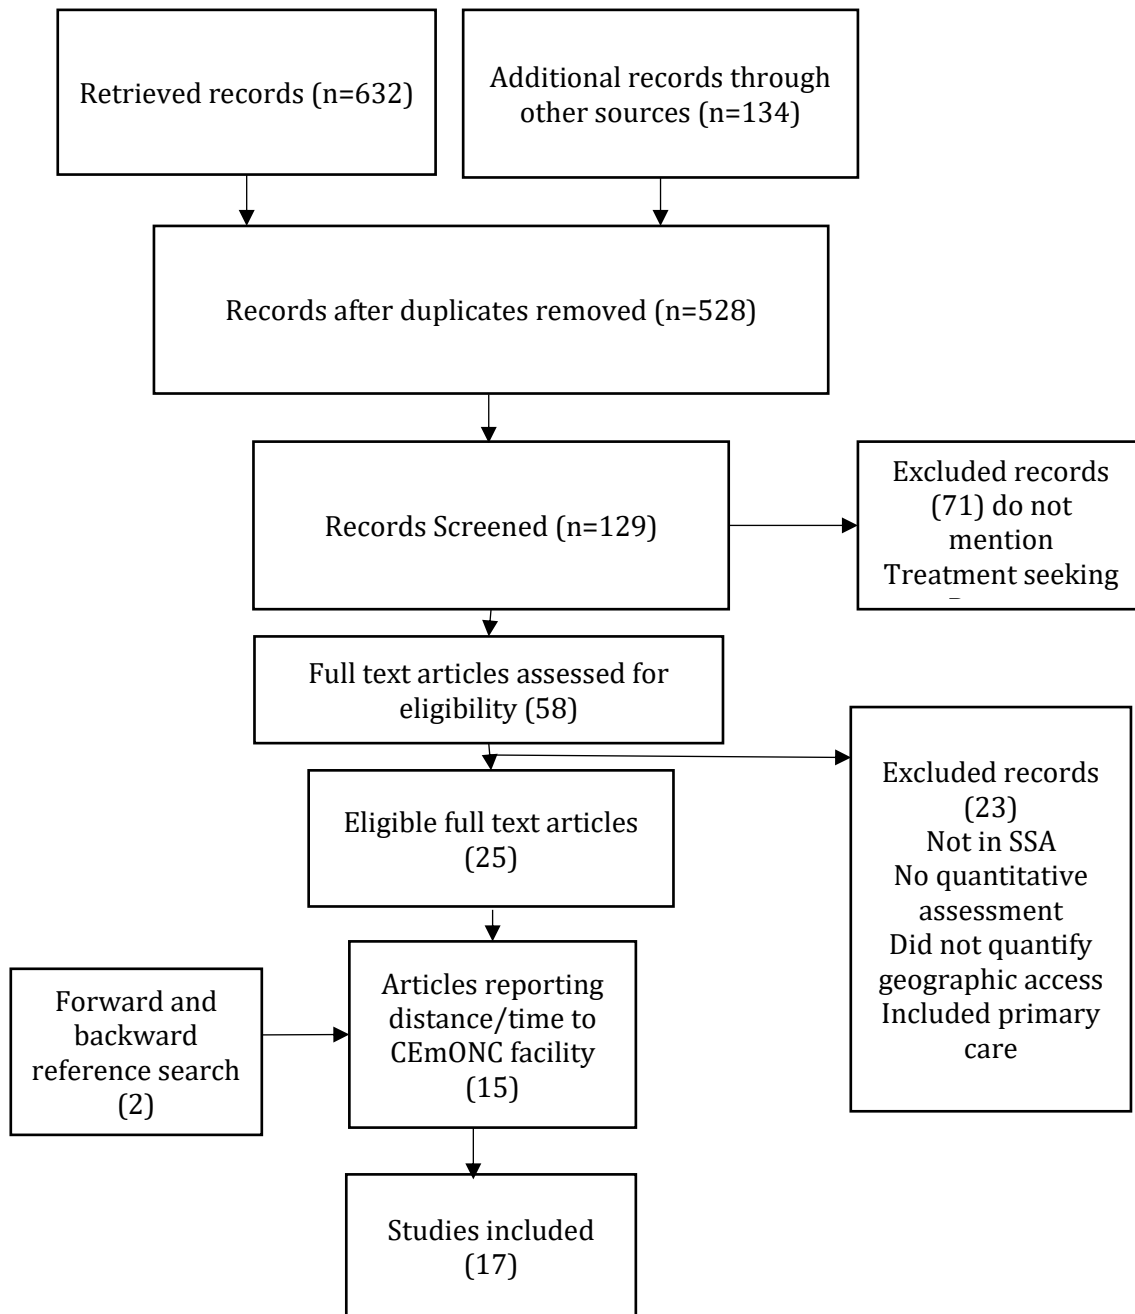 Retrieved records (n=632)
Additional records through
other sources (n=134)
Records after duplicates removed (n=528)
Records Screened (n=129)
Excluded records
(71) do not
mention
Treatment seeking
Full text articles assessed for
eligibility (58)
Eligible full text articles
(25)
Excluded records
(23)
Not in SSA
No quantitative
assessment
Did not quantify
geographic access
Included primary
care
Forward and
backward
reference search
(2)
Articles reporting
distance/time to
CEmONC facility
(15)
Studies included
(17)